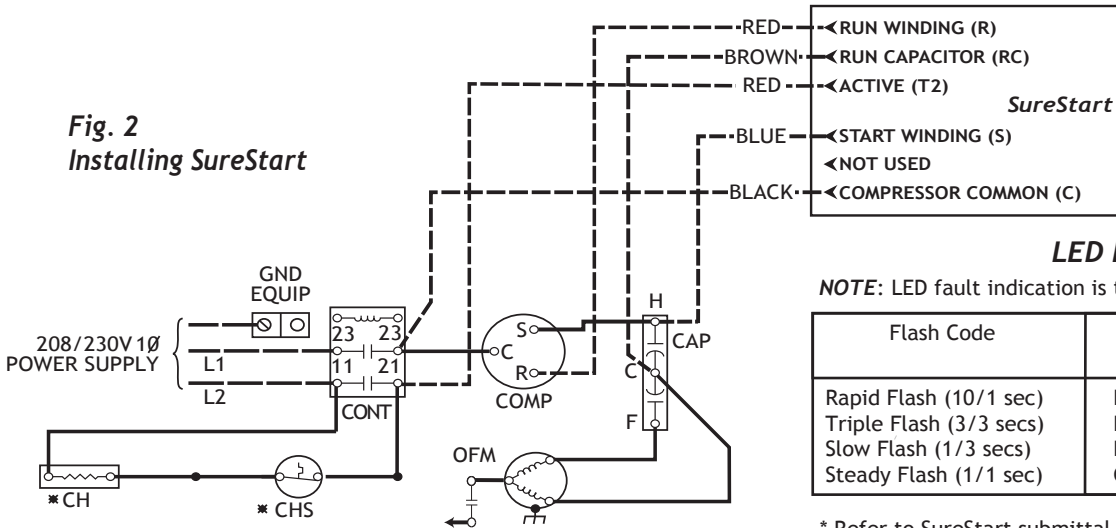 RED
RUN WINDING (R)
BROWN
RUN CAPACITOR (RC)
RED
ACTIVE (T2)
SureStart
Fig. 2
Installing SureStart
BLUE
START WINDING (S)
NOT USED
BLACK
COMPRESSOR COMMON (C)
LED
NOTE: LED fault indication is
GND
EQUIP
H
23 23
S
CAP
208/230V 1Ø
POWER SUPPLY
L1
11 21
C
R
C
L2
CONT
COMP
F
OFM
* CH
* CHS
Flash Code
Rapid Flash (10/1 sec)
Triple Flash (3/3 secs)
Slow Flash (1/3 secs)
Steady Flash (1/1 sec)
* Refer to SureStart submittal